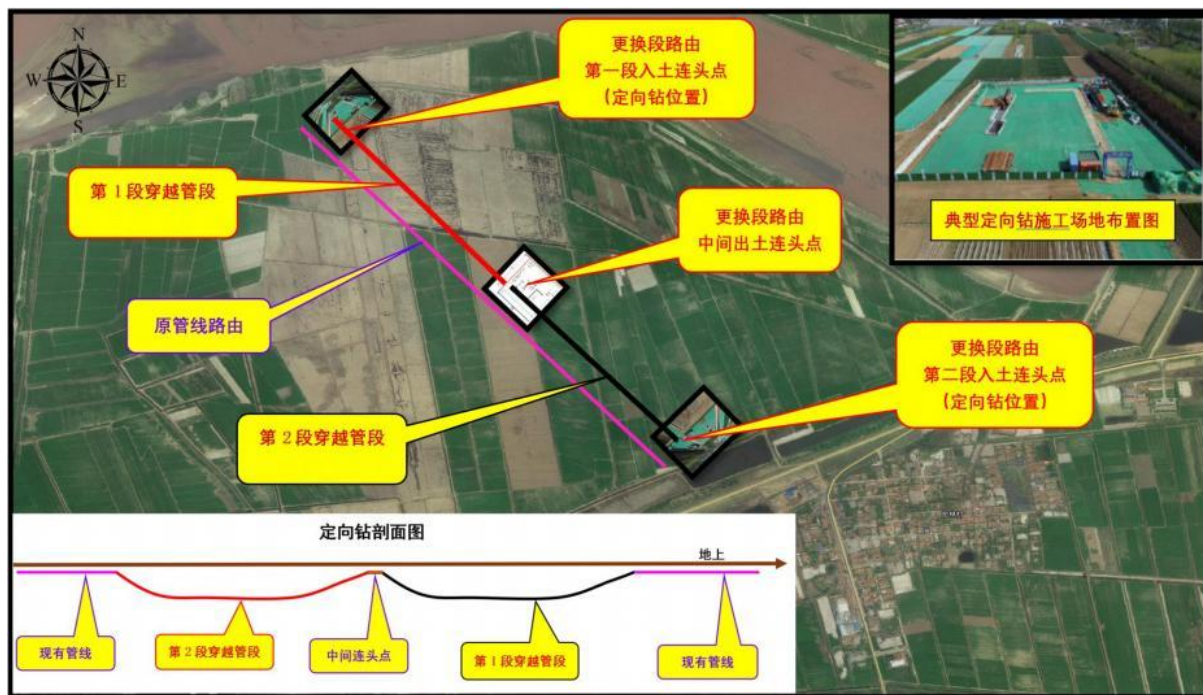 N
W
E
S
更换段路由
第一段入土连头点
(定向钻位置)
第1段穿越管段
更换段路由
中间出土连头点
典型定向钻施工场地布置图
原管线路由
更换段路由
第二段入土连头点
(定向钻位置)
第2段穿越管段
定向钻剖面图
地上
现有管线
第2段穿越管段
中间连头点
第1段穿越管段
现有管线